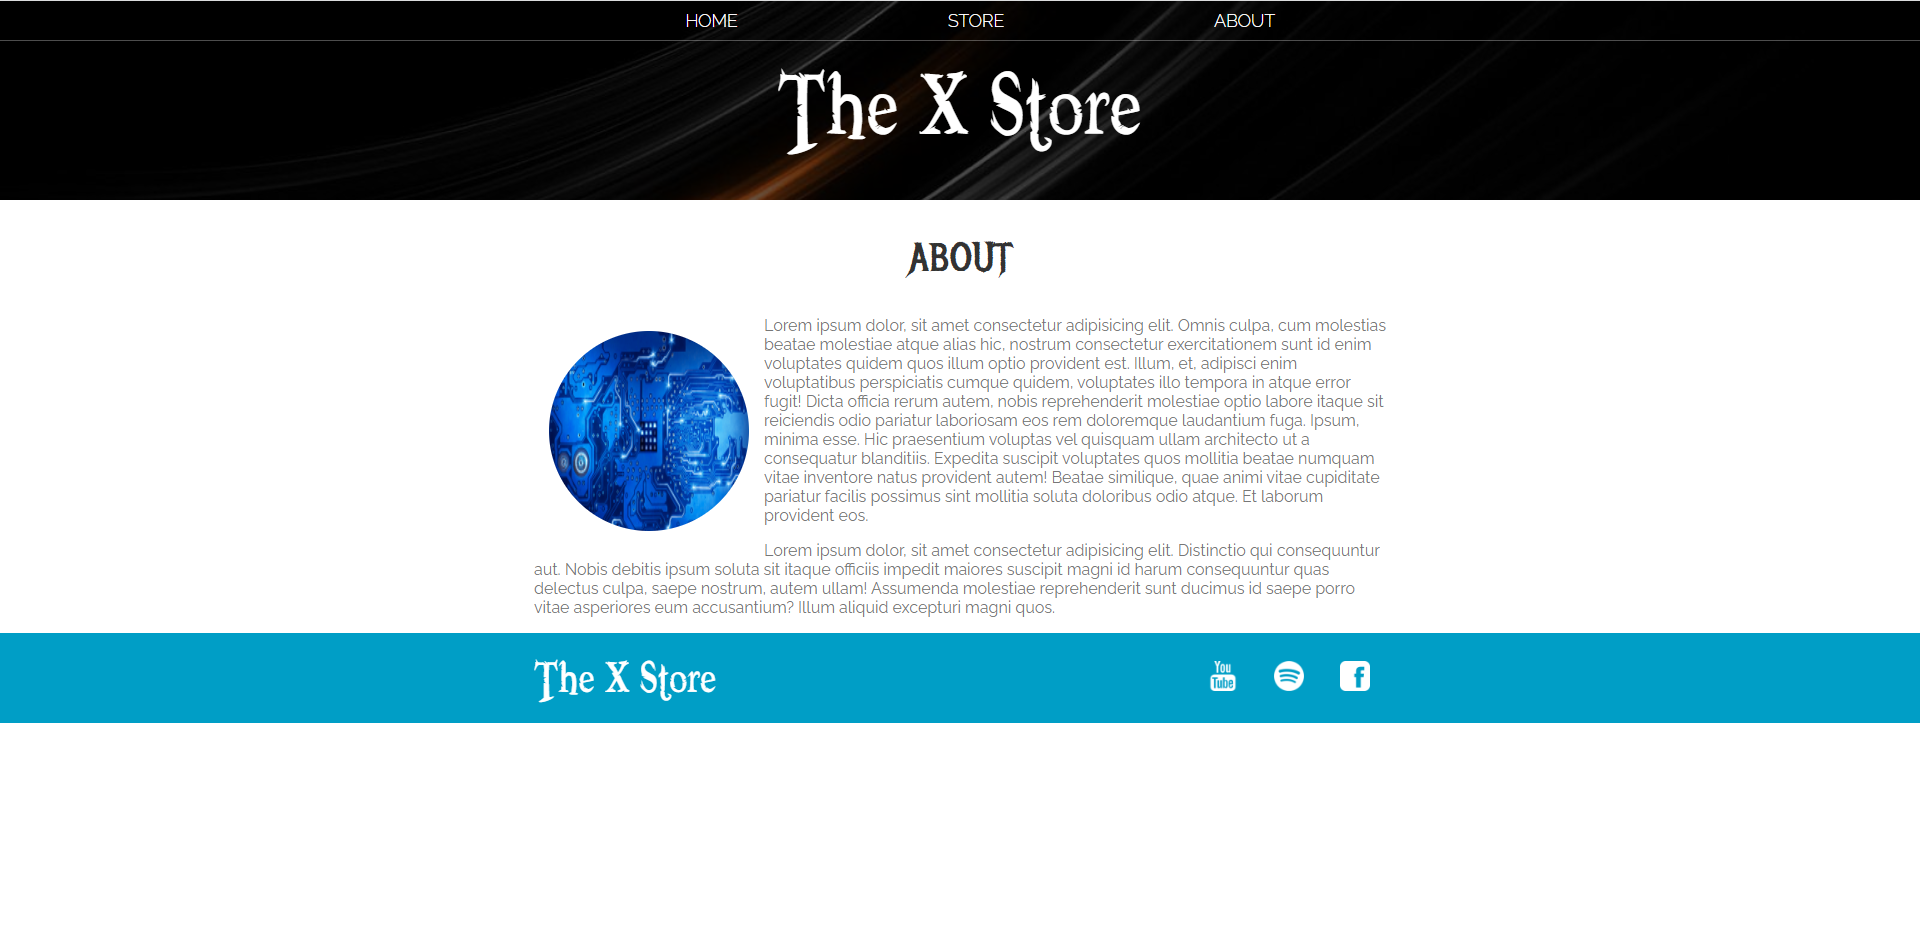 HOME STORE ABOUT
The X Store
ABOUT
Lorem ipsum dolor, sit amet consectetur adipisicing elit. Omnis culpa, cum molestias
beatae molestiae atque alias hic, nostrum consectetur exercitationem sunt id enim
voluptates quidem quos illum optio provident est. Illum, et, adipisci enim
voluptatibus perspiciatis cumque quidem, voluptates illo tempora in atque error
fugit! Dicta officia rerum autem, nobis reprehenderit molestiae optio labore itaque sit
reiciendis odio pariatur laboriosam eos rem doloremque laudantium fuga. Ipsum,
minima esse. Hic praesentium voluptas vel quisquam ullam architecto ut a
consequatur blanditiis. Expedita suscipit voluptates quos mollitia beatae numquam
vitae inventore natus provident autem! Beatae similique, quae animi vitae cupiditate
pariatur facilis possimus sint mollitia soluta doloribus odio atque. Et laborum
provident eos.
Lorem ipsum dolor, sit amet consectetur adipisicing elit. Distinctio qui consequuntur
aut. Nobis debitis ipsum soluta sit itaque officiis impedit maiores suscipit magni id harum consequuntur quas
delectus culpa, saepe nostrum, autem ullam! Assumenda molestiae reprehenderit sunt ducimus id saepe porro
vitae asperiores eum accusantium? Illum aliquid excepturi magni quos.
The X Store
You
Tube
f